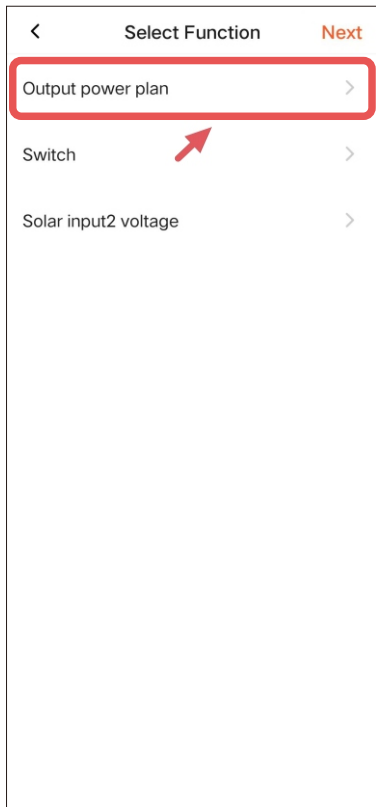 Select Function
Next
Output power plan
Switch
Solar input2 voltage